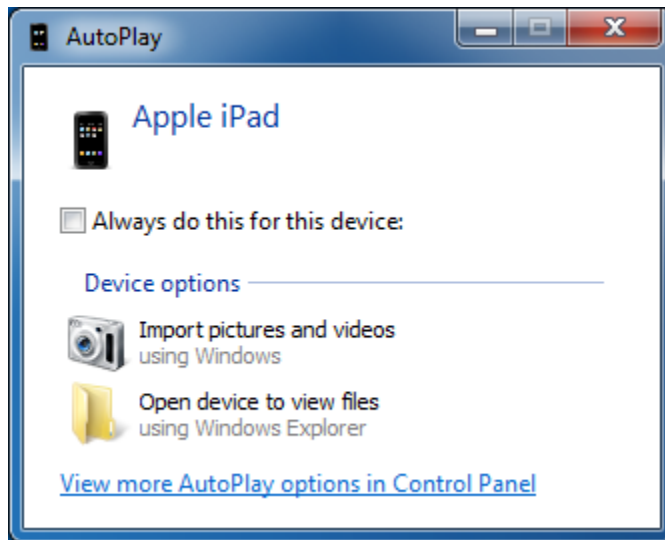 AutoPlay
Apple iPad
Always do this for this device:
Device options
Import pictures and videos
using Windows
Open device to view files
using Windows Explorer
View more AutoPlay options in Control Panel